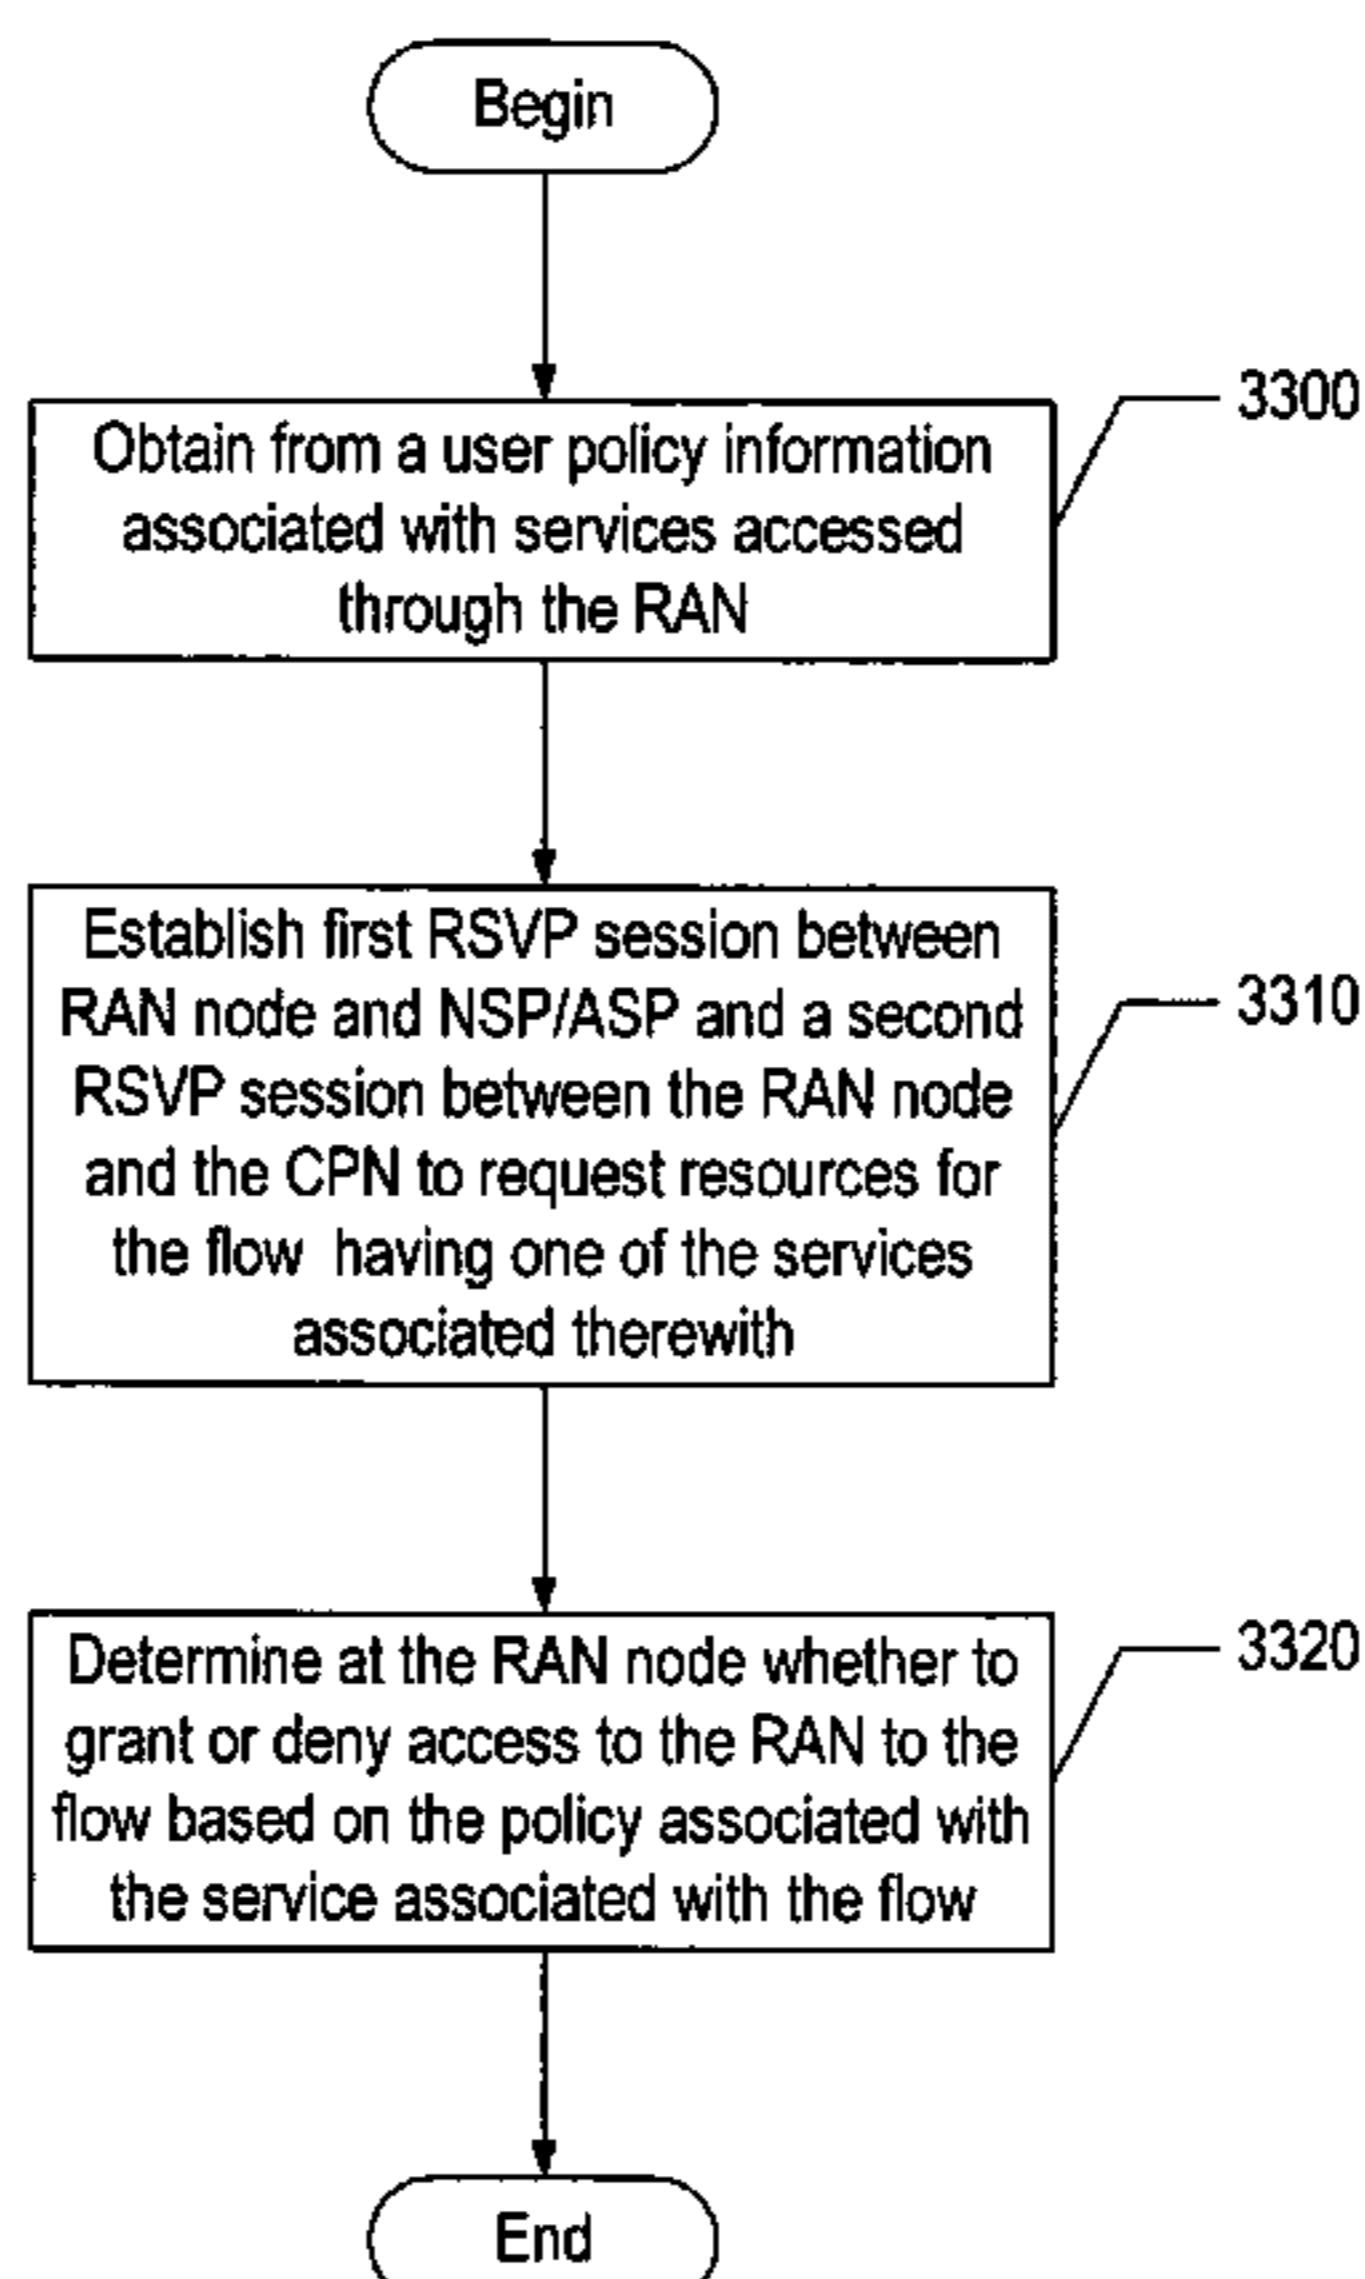 Begin
3300
Obtain from a user policy information
associated with services accessed
through the RAN
Establish first RSVP session between
RAN node and NSP/ASP and a second
RSVP session between the RAN node
and the CPN to request resources for
the flow having one of the services
associated therewith
3310
Determine at the RAN node whether to
grant or deny access to the RAN to the
flow based on the policy associated with
the service associated with the flow
3320
End